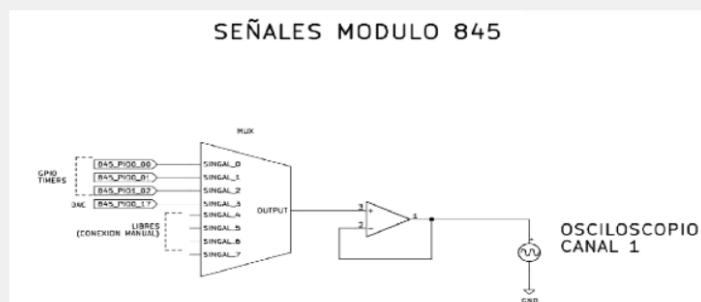 SEÑALES MODULO 845
MUX
GPIO
TIMERS
845_PIO0_00
845_PIO0_01
845_PIO1_02
DAC
845_PIO0_17
LIBRES
(CONEXION MANUAL)
SINGAL_0
SINGAL_1
SINGAL_2
SINGAL_3
SINGAL_4
SINGAL_5
SINGAL_6
SINGAL_7
OUTPUT
3
+
2
-
1
OSCILOSCOPIO
CANAL 1
+
GND